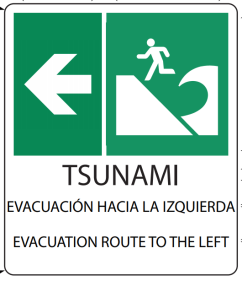 TSUNAMI
EVACUACIÓN HACIA LA IZQUIERDA
EVACUATION ROUTE TO THE LEFT